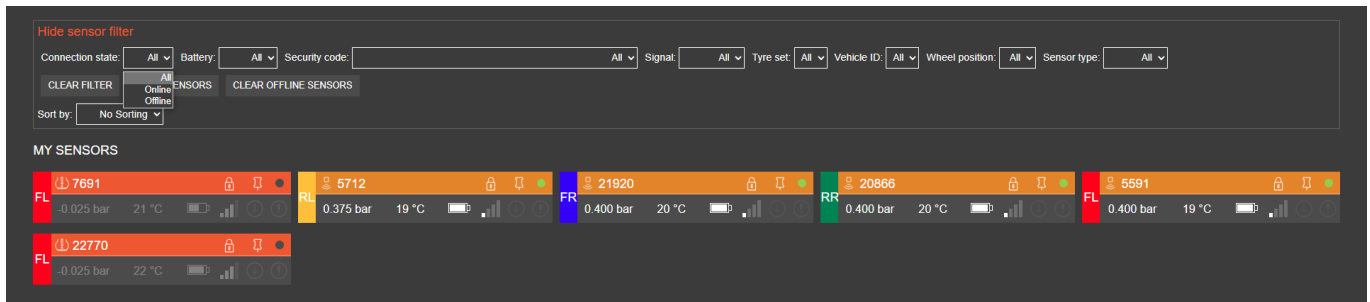 Hide sensor filter
Connection state: All Battery: All Security code: All Signal: All Tyre set: All Vehicle ID: All Wheel position: All Sensor type: All
All
CLEAR FILTER ENSORS CLEAR OFFLINE SENSORS
Online
Offline
Sort by: No Sorting
MY SENSORS
FL 7691
-0.025 bar 21 °C
RL 5712
0.375 bar 19 °C
FR 21920
0.400 bar 20 °C
RR 20866
0.400 bar 20 °C
FL 5591
0.400 bar 19 °C
FL 22770
-0.025 bar 22 °C